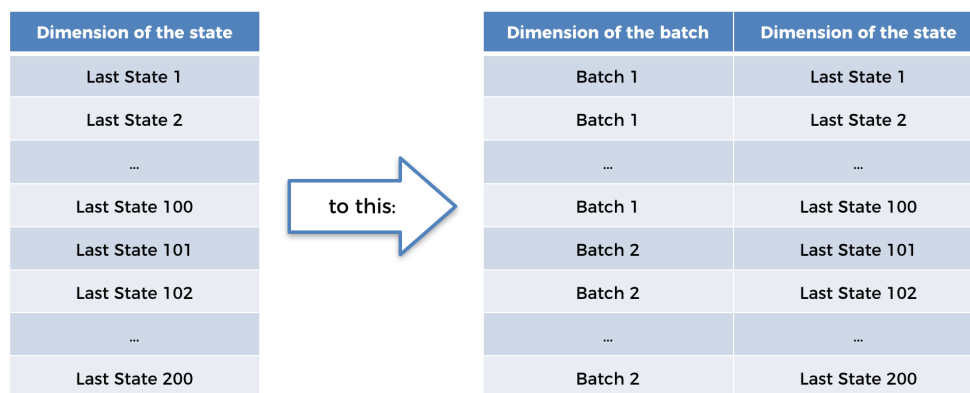 Dimension of the state
Last State 1
Last State 2
...
Last State 100
Last State 101
Last State 102
...
Last State 200
to this:
Dimension of the batch Dimension of the state
Batch 1 Last State 1
Batch 1 Last State 2
... ...
Batch 1 Last State 100
Batch 2 Last State 101
Batch 2 Last State 102
... ...
Batch 2 Last State 200